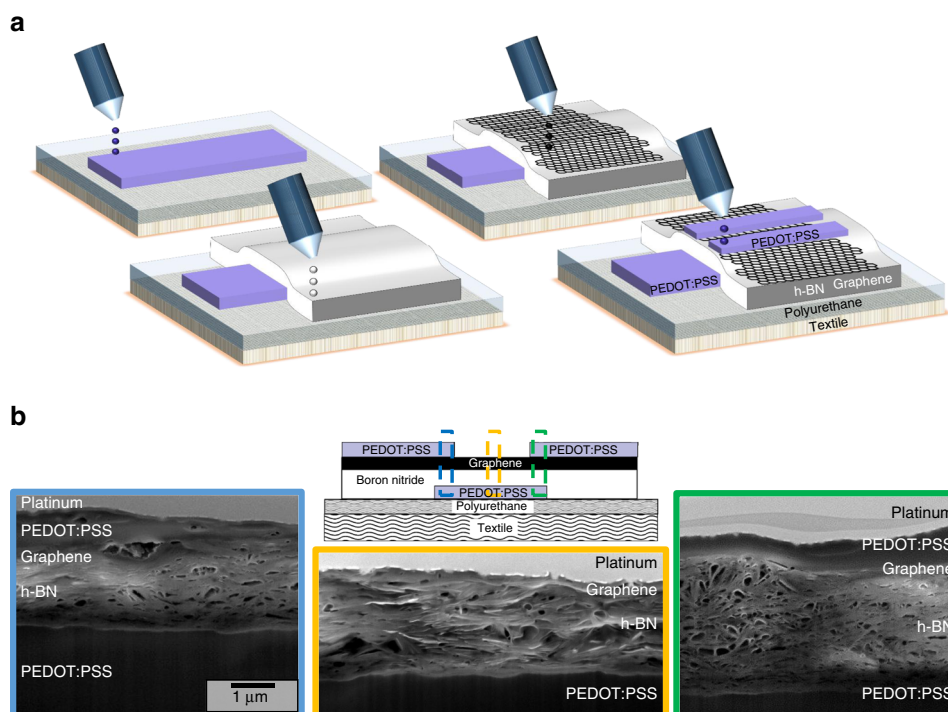 a
PEDOT:PSS
PEDOT:PSS
h-BN Graphene
Polyurethane
Textile
b
PEDOT:PSS
PEDOT:PSS
Graphene
Boron nitride
PEDOT:PSS
Polyurethane
Textile
Platinum
PEDOT:PSS
Graphene
h-BN
PEDOT:PSS
1 µm
Platinum
Graphene
h-BN
PEDOT:PSS
Platinum
PEDOT:PSS
Graphene
h-BN
PEDOT:PSS